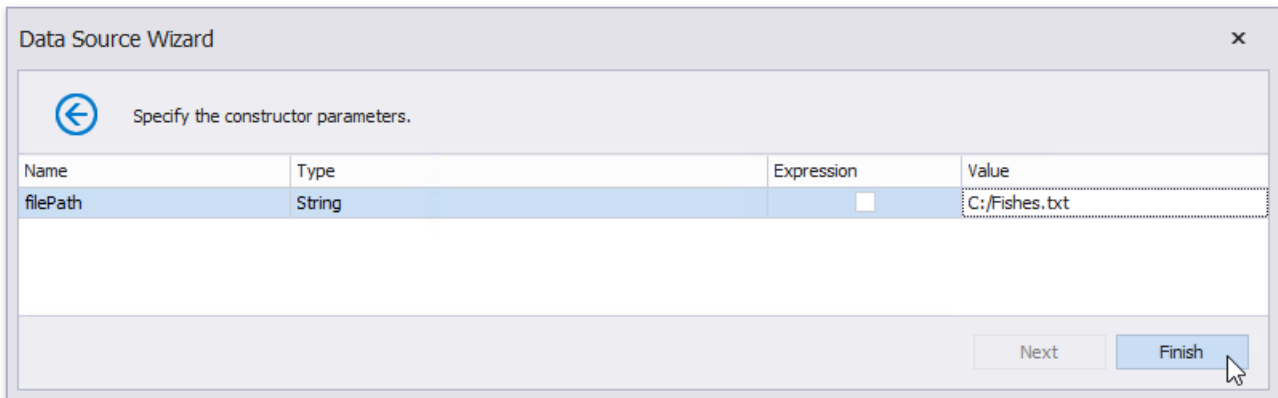 Data Source Wizard
Specify the constructor parameters.
Name Type Expression Value
filePath String C:/Fishes.txt
Next Finish